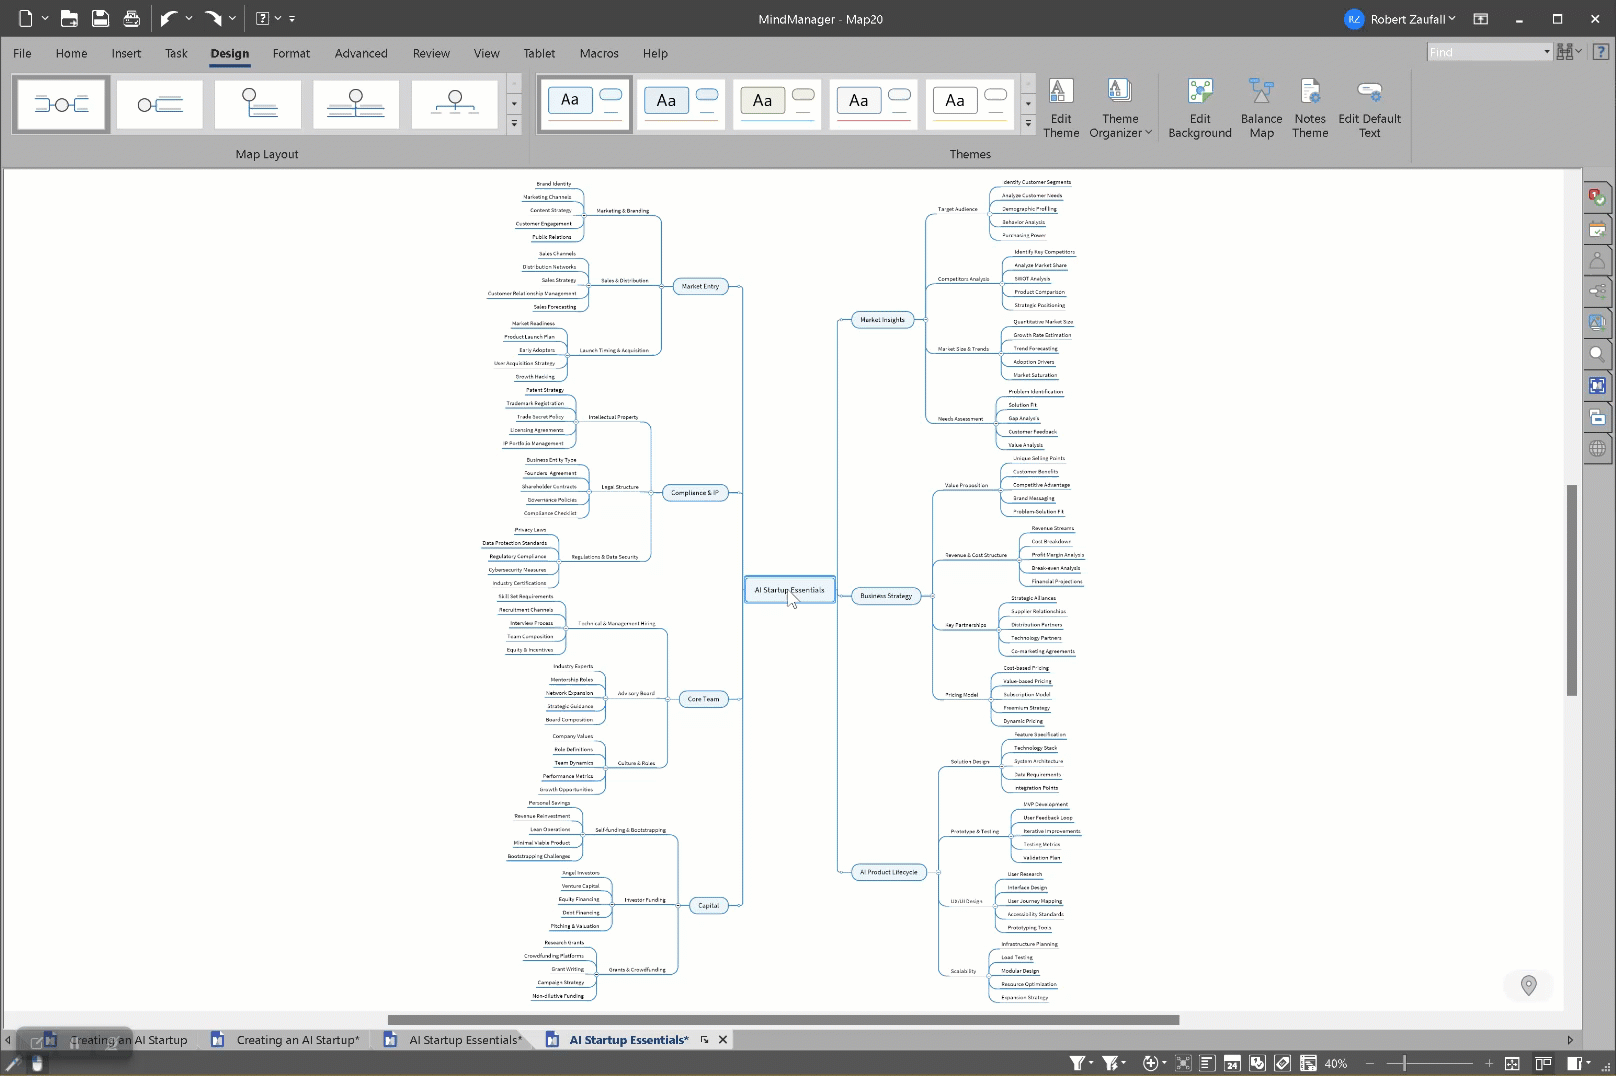 MindManager - Map20
RZ Robert Zaufall
File Home Insert Task Design Format Advanced Review View Tablet Macros Help
Find
Aa Aa Aa Aa Aa
Edit Theme
Theme Organizer
Edit Background
Balance Map
Notes Theme
Edit Default Text
Map Layout
Themes
Brand Identity
Marketing Channels
Content Strategy
Customer Engagement
Public Relations
Marketing & Branding
Sales Channels
Distribution Networks
Sales Strategy
Customer Relationship Management
Sales Forecasting
Sales & Distribution
Market Entry
Market Readiness
Product Launch Plan
Early Adopters
User Acquisition Strategy
Growth Hacking
Launch Timing & Acquisition
Patent Strategy
Trademark Registration
Trade Secret Policy
Licensing Agreements
IP Portfolio Management
Intellectual Property
Business Entity Type
Founders' Agreement
Shareholder Contracts
Governance Policies
Compliance Checklist
Legal Structure
Compliance & IP
Privacy Laws
Data Protection Standards
Regulatory Compliance
Cybersecurity Measures
Industry Certifications
Regulations & Data Security
Skill Set Requirements
Recruitment Channels
Interview Process
Team Composition
Equity & Incentives
Technical & Management Hiring
Industry Experts
Mentorship Roles
Network Expansion
Strategic Guidance
Board Composition
Advisory Board
Core Team
Company Values
Role Definitions
Team Dynamics
Performance Metrics
Growth Opportunities
Culture & Roles
Personal Savings
Revenue Reinvestment
Lean Operations
Minimal Viable Product
Bootstrapping Challenges
Self-funding & Bootstrapping
Angel Investors
Venture Capital
Equity Financing
Debt Financing
Pitching & Valuation
Investor Funding
Capital
Research Grants
Crowdfunding Platforms
Grant Writing
Campaign Strategy
Non-dilutive Funding
Grants & Crowdfunding
AI Startup Essentials
Identify Customer Segments
Analyze Customer Needs
Demographic Profiling
Behavior Analysis
Purchasing Power
Target Audience
Identify Key Competitors
Analyze Market Share
SWOT Analysis
Product Comparison
Strategic Positioning
Competitors Analysis
Market Insights
Quantitative Market Size
Growth Rate Estimation
Trend Forecasting
Adoption Drivers
Market Saturation
Market Size & Trends
Problem Identification
Solution Fit
Gap Analysis
Customer Feedback
Value Analysis
Needs Assessment
Unique Selling Points
Customer Benefits
Competitive Advantage
Brand Messaging
Problem-Solution Fit
Value Proposition
Revenue Streams
Cost Breakdown
Profit Margin Analysis
Break-even Analysis
Financial Projections
Revenue & Cost Structure
Business Strategy
Strategic Alliances
Supplier Relationships
Distribution Partners
Technology Partners
Co-marketing Agreements
Key Partnerships
Cost-based Pricing
Value-based Pricing
Subscription Model
Freemium Strategy
Dynamic Pricing
Pricing Model
Feature Specification
Technology Stack
System Architecture
Data Requirements
Integration Points
Solution Design
MVP Development
User Feedback Loop
Iterative Improvements
Testing Metrics
Validation Plan
Prototype & Testing
AI Product Lifecycle
User Research
Interface Design
User Journey Mapping
Accessibility Standards
Prototyping Tools
UX/UI Design
Infrastructure Planning
Load Testing
Modular Design
Resource Optimization
Expansion Strategy
Scalability
Creating an AI Startup
Creating an AI Startup*
AI Startup Essentials*
AI Startup Essentials*
24
40%